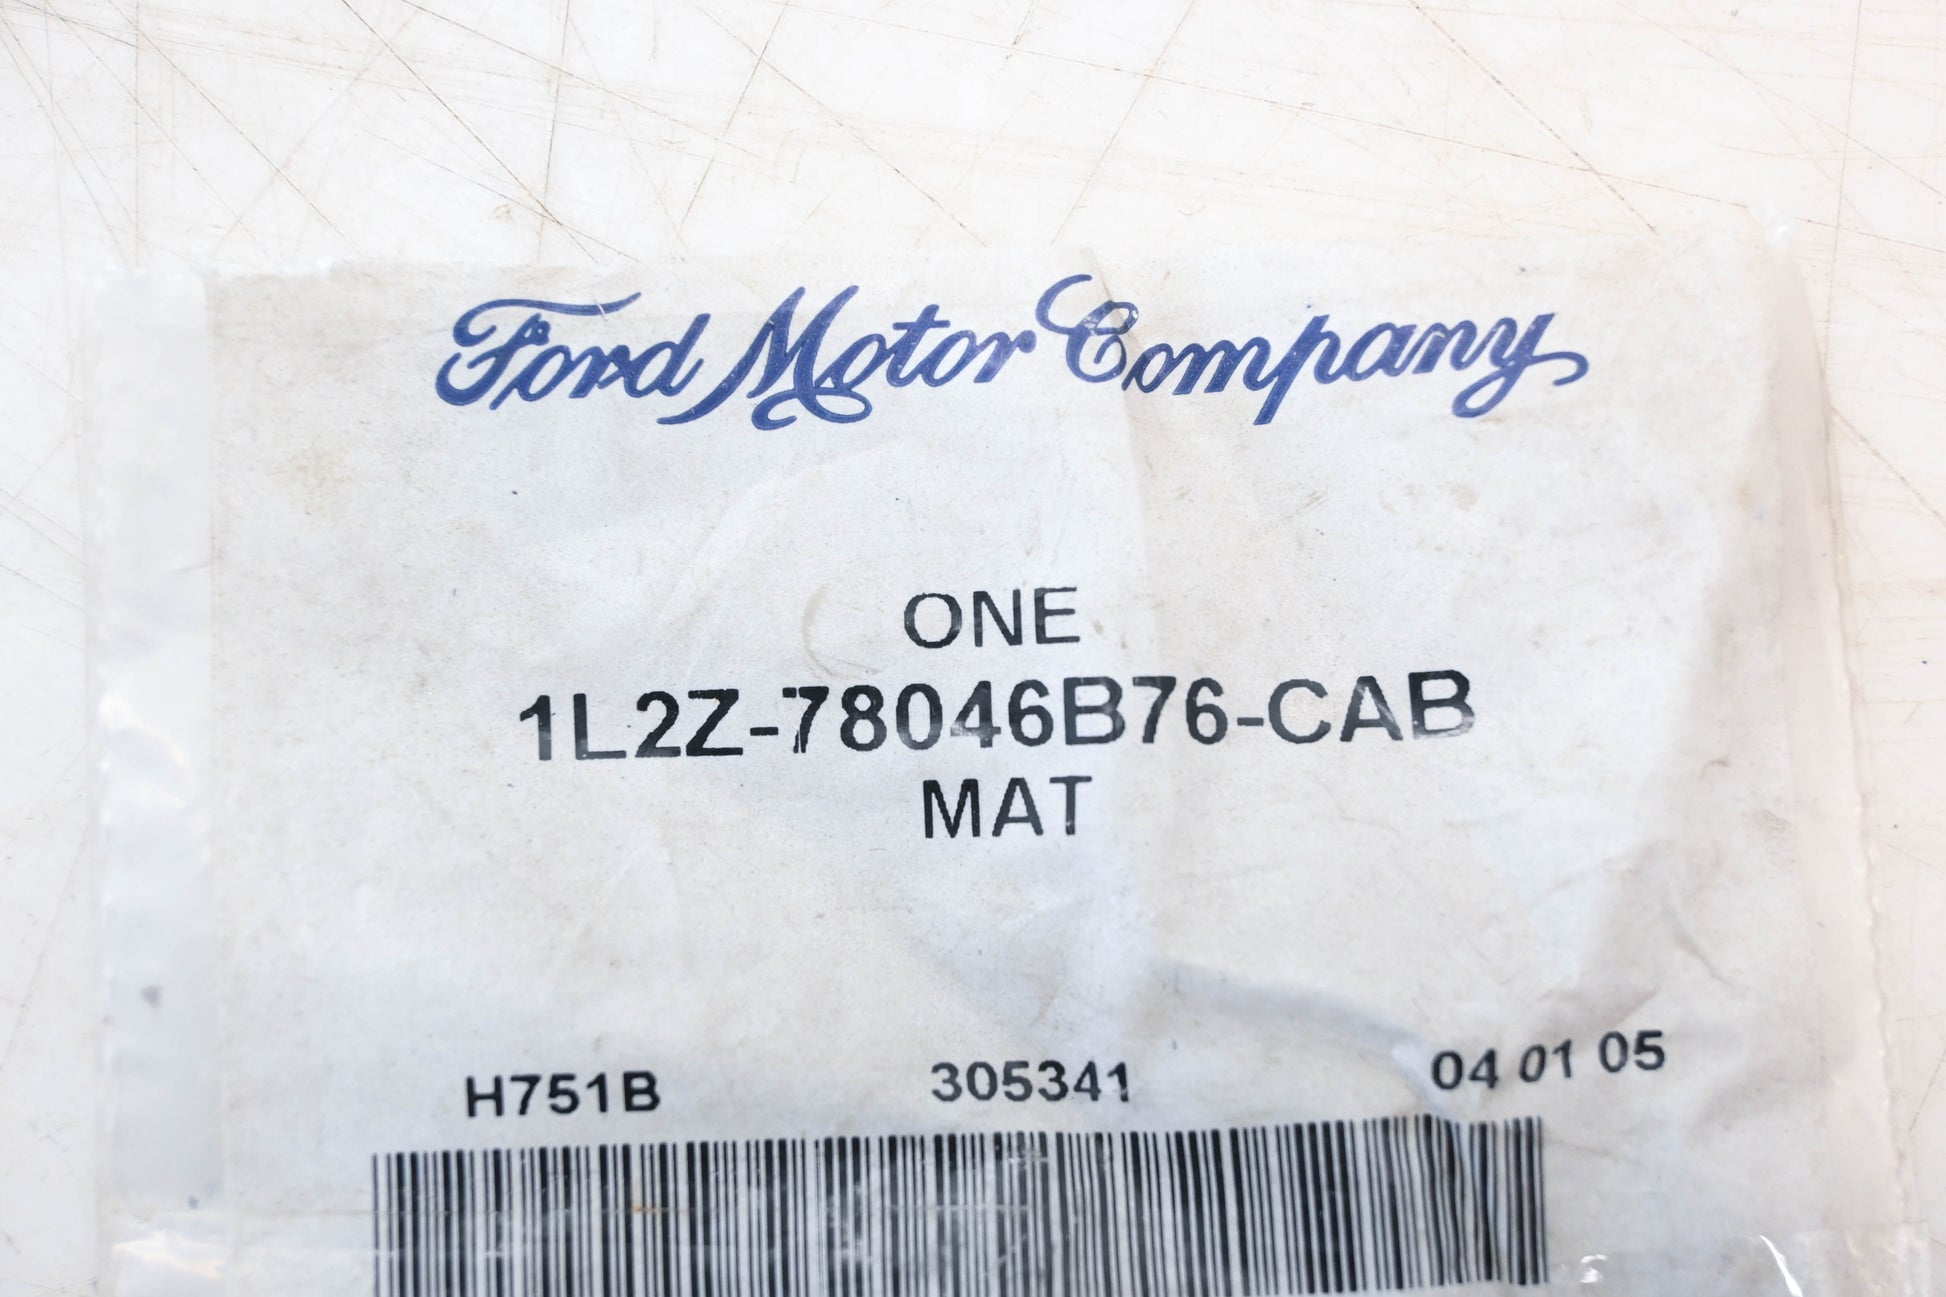 Ford Motor Company
ONE
1L2Z-78046B76-CAB
MAT
H751B 305341 04 01 05